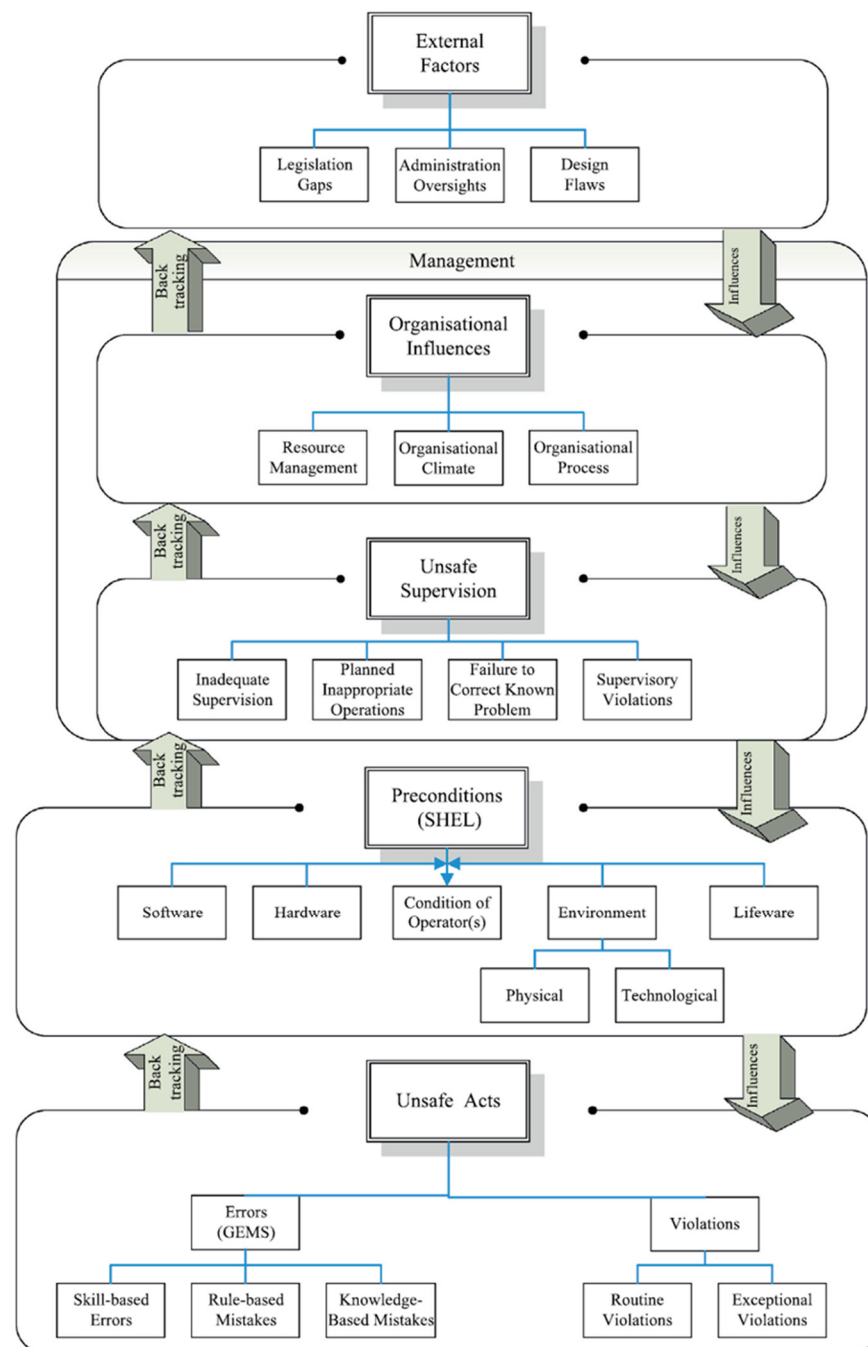 External
Factors
Legislation
Gaps
Administration
Oversights
Design
Flaws
Back
tracking
Influences
Management
Organisational
Influences
Resource
Management
Organisational
Climate
Organisational
Process
Back
tracking
Influences
Unsafe
Supervision
Inadequate
Supervision
Planned
Inappropriate
Operations
Failure to
Correct Known
Problem
Supervisory
Violations
Back
tracking
Influences
Preconditions
(SHEL)
Software
Hardware
Condition of
Operator(s)
Environment
Lifeware
Physical
Technological
Back
tracking
Influences
Unsafe Acts
Errors
(GEMS)
Violations
Skill-based
Errors
Rule-based
Mistakes
Knowledge-
Based Mistakes
Routine
Violations
Exceptional
Violations